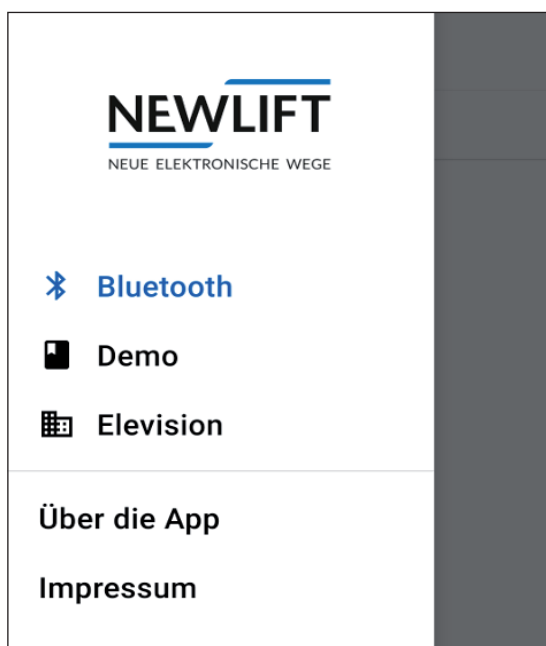 NEWLIFT
NEUE ELEKTRONISCHE WEGE
Bluetooth
Demo
Elevision
Über die App
Impressum